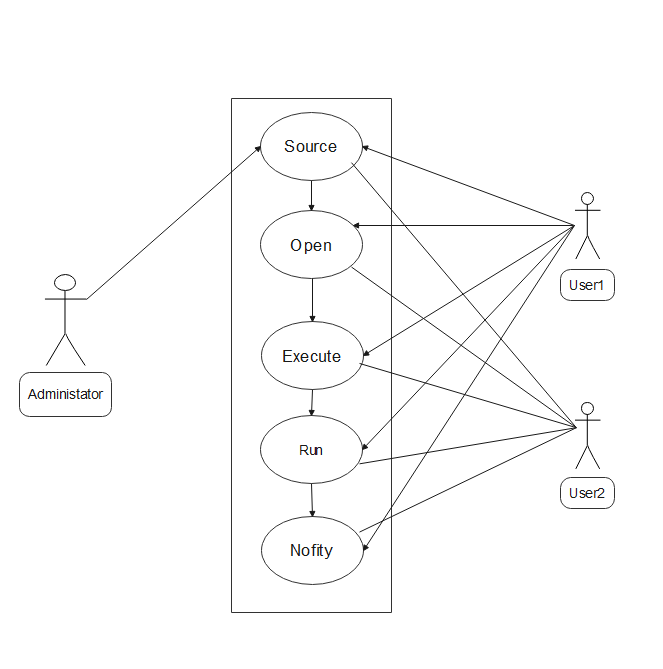 Source
Open
User1
Execute
Administator
Run
User2
Nofity